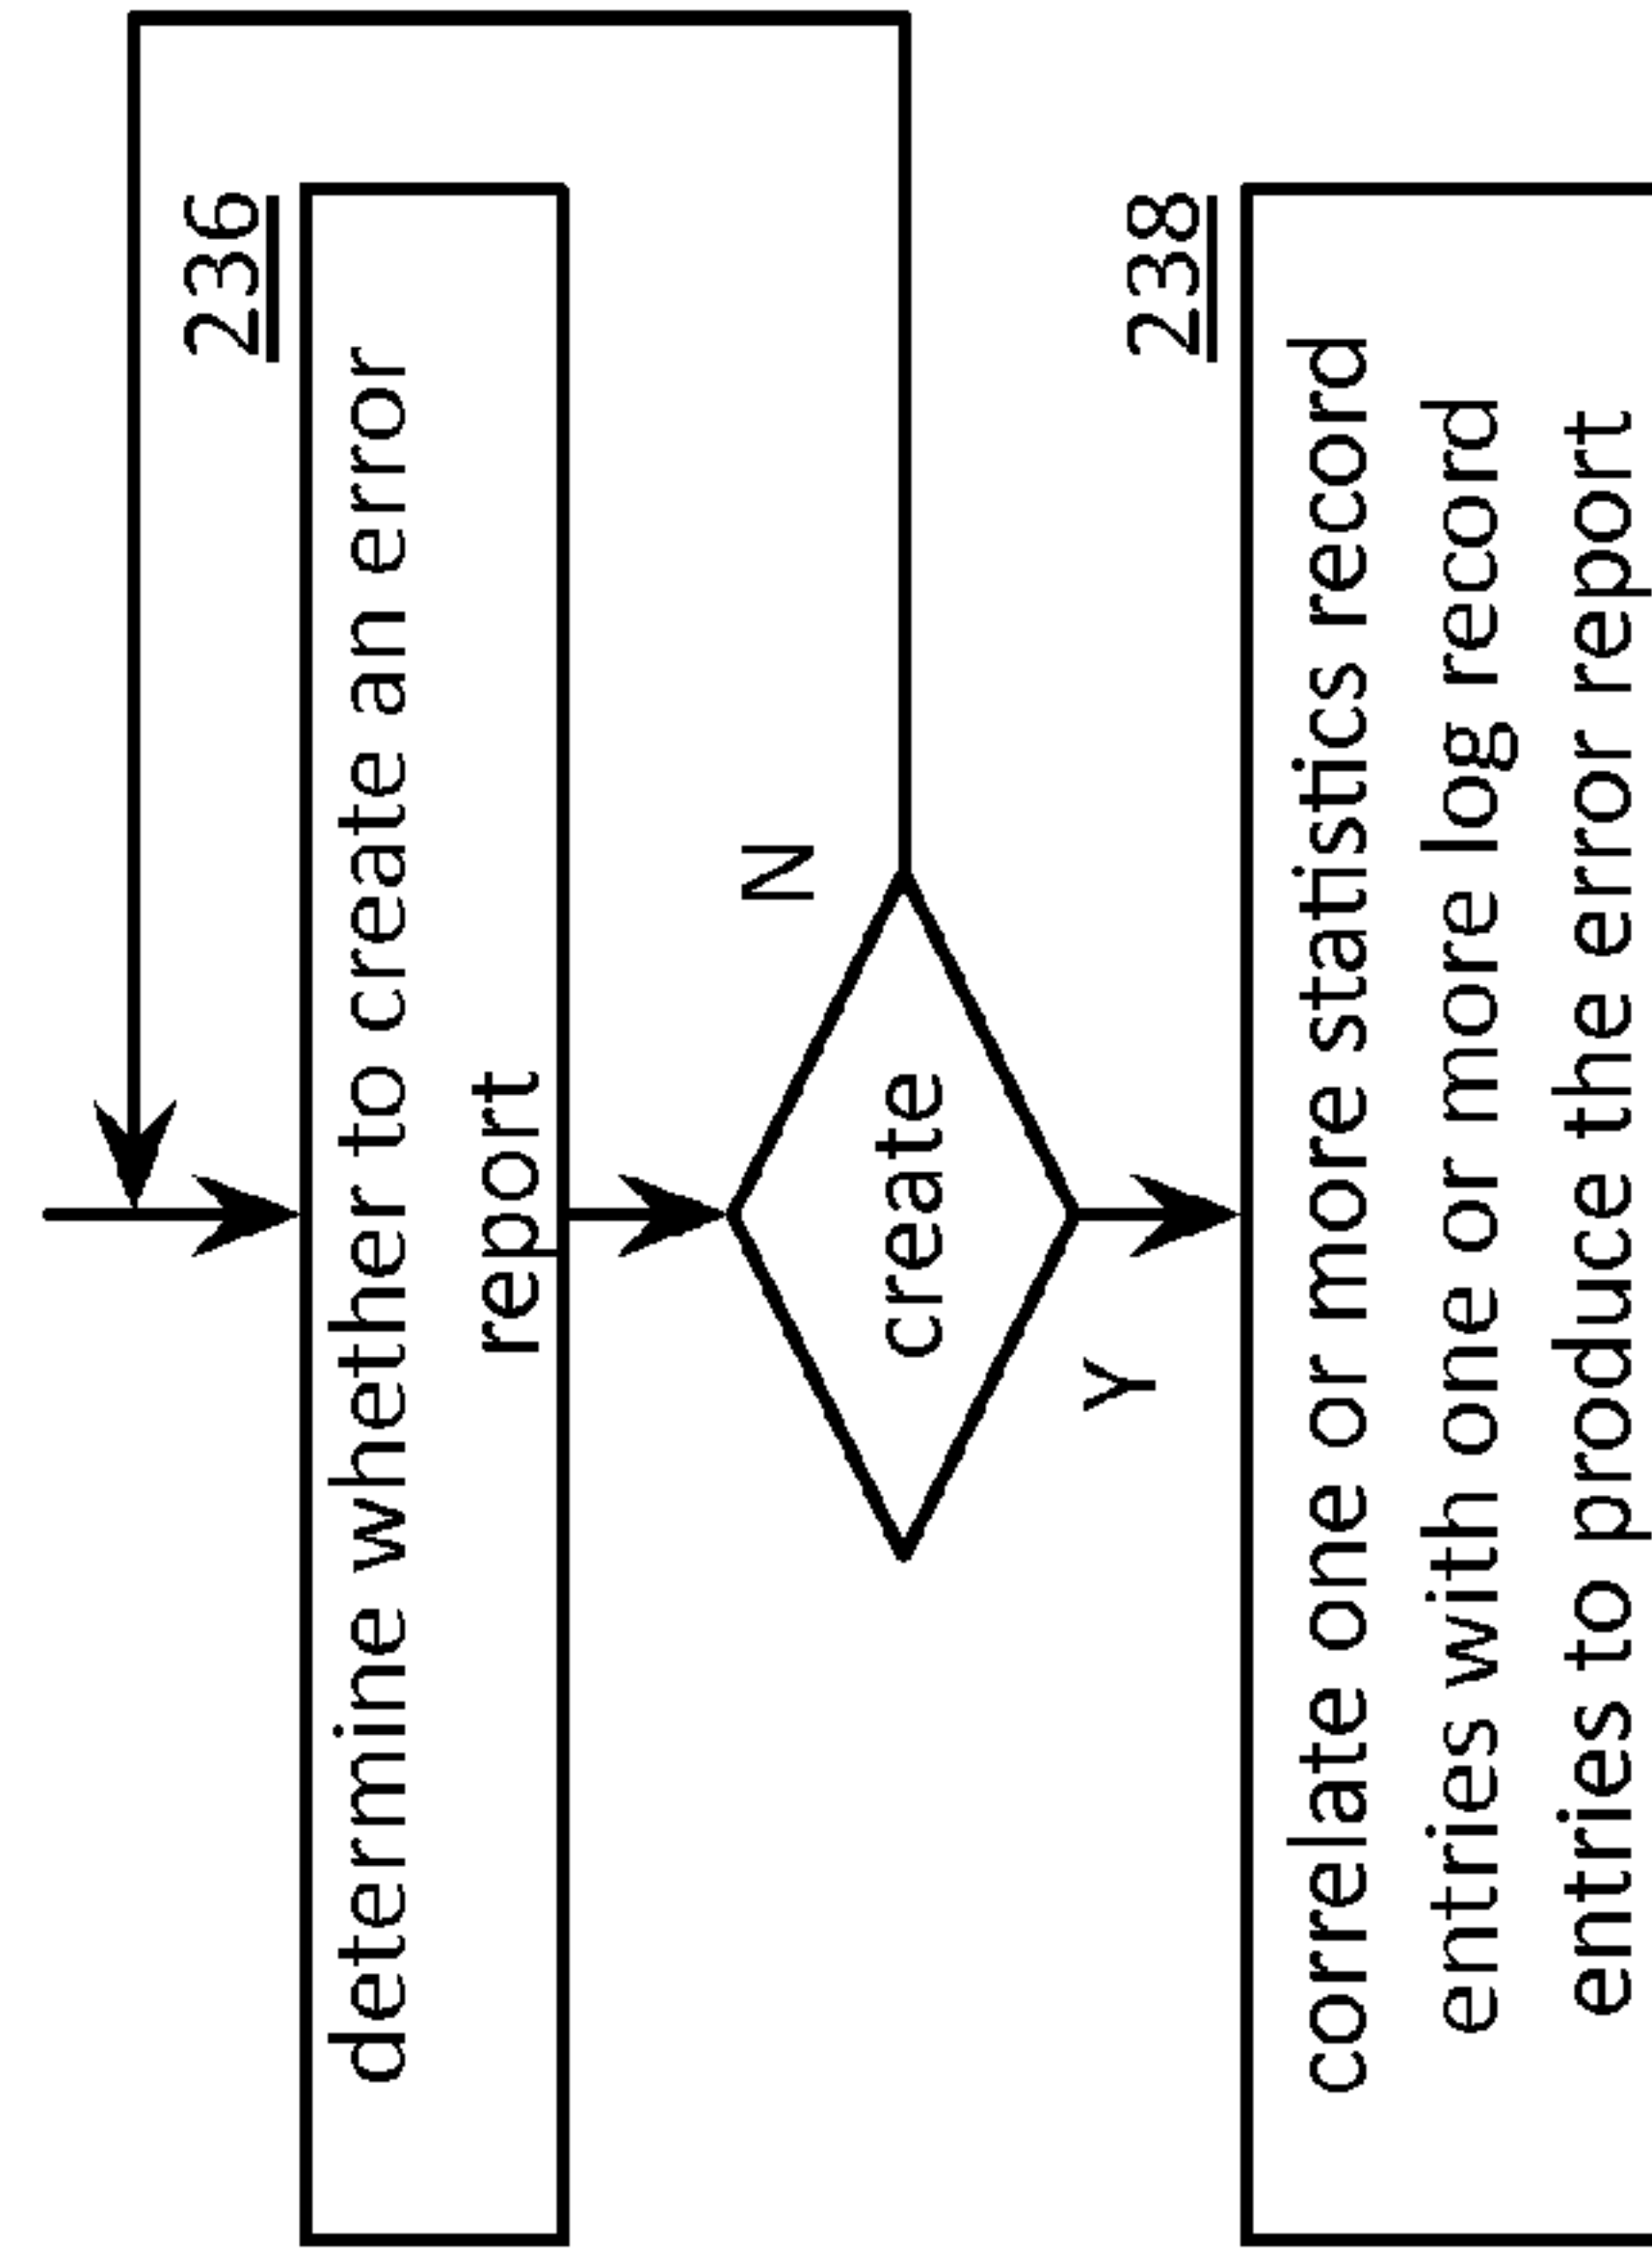 236
determine whether to create an error
report
N
create
Y
238
correlate one or more statistics record
entries with one or more log record
entries to produce the error report